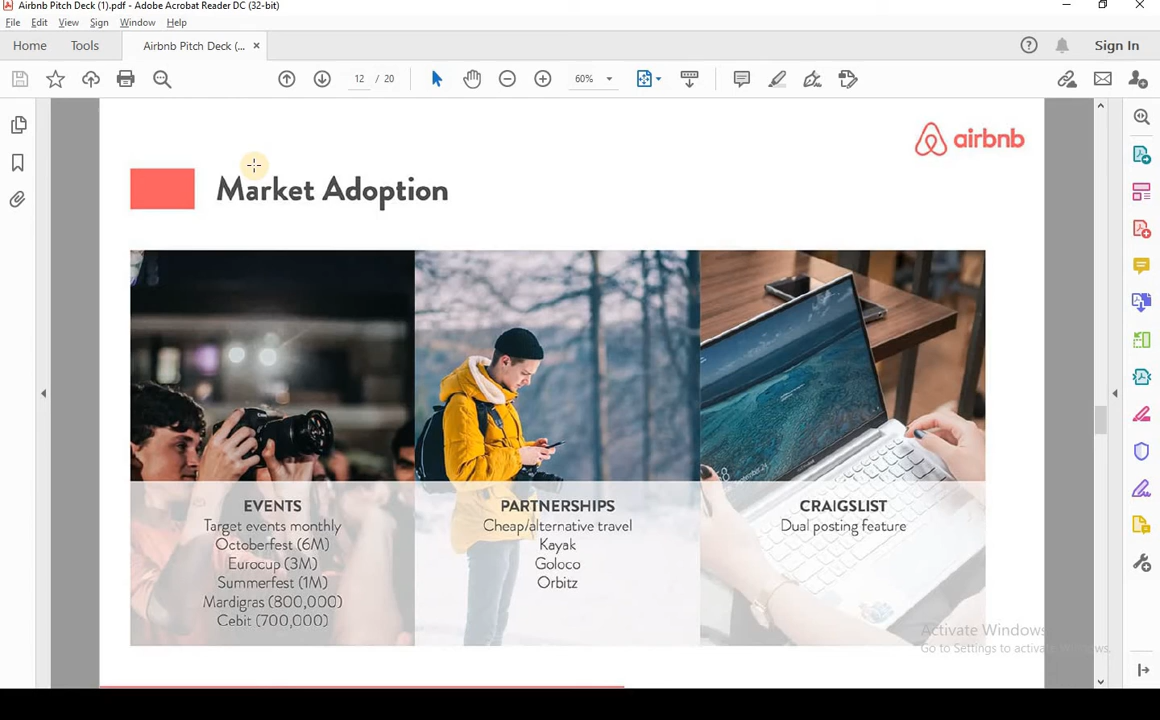 Airbnb Pitch Deck (1).pdf - Adobe Acrobat Reader DC (32-bit)
File Edit View Sign Window Help
Home Tools Airbnb Pitch Deck (... × Sign In
12 / 20 60%
airbnb
Market Adoption
EVENTS
Target events monthly
Octoberfest (6M)
Eurocup (3M)
Summerfest (1M)
Mardigras (800,000)
Cebit (700,000)
PARTNERSHIPS
Cheap/alternative travel
Kayak
Goloco
Orbitz
CRAIGSLIST
Dual posting feature
Activate Windows
Go to Settings to activate Windows.